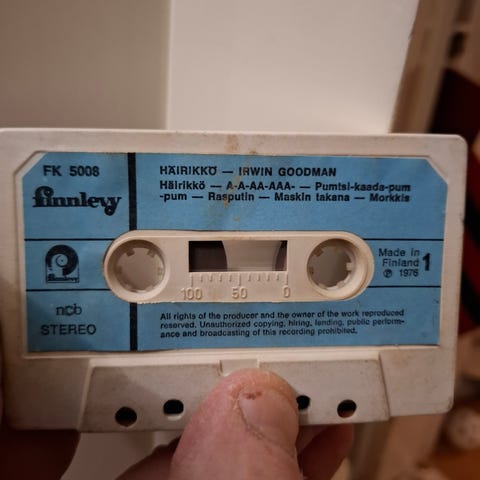 FK 5008
HÄIRIKKÖ — IRWIN GOODMAN
Häirikkö — A-A-AA-AAA- — Pumtsi-kaada-pum
-pum — Rasputin — Maskin takana — Morkkis
finnlevy
finnlevy
ncb
STEREO
100 50 0
Made in
Finland
℗ 1976
1
All rights of the producer and the owner of the work reproduced
reserved. Unauthorized copying, hiring, lending, public perform-
ance and broadcasting of this recording prohibited.